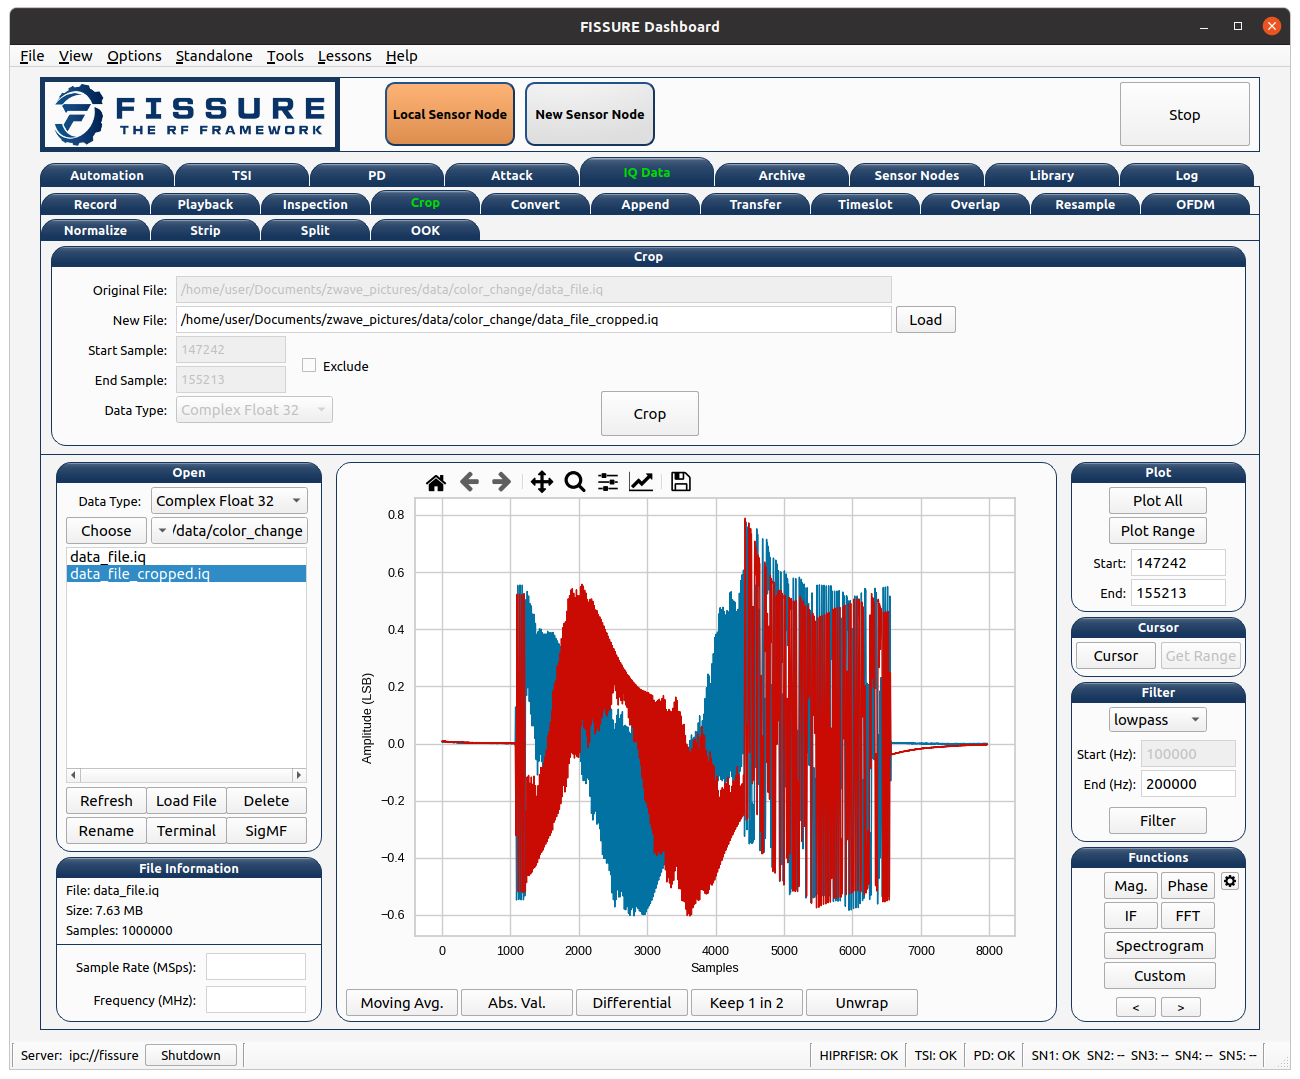 FISSURE Dashboard
File View Options Standalone Tools Lessons Help
FISSURE
THE RF FRAMEWORK
Local Sensor Node
New Sensor Node
Stop
Automation TSI PD Attack IQ Data Archive Sensor Nodes Library Log
Record Playback Inspection Crop Convert Append Transfer Timeslot Overlap Resample OFDM
Normalize Strip Split OOK
Crop
Original File: /home/user/Documents/zwave_pictures/data/color_change/data_file.iq
New File: /home/user/Documents/zwave_pictures/data/color_change/data_file_cropped.iq Load
Start Sample: 147242
Exclude
End Sample: 155213
Data Type: Complex Float 32
Crop
Open
Data Type: Complex Float 32
Choose /data/color_change
data_file.iq
data_file_cropped.iq
Refresh Load File Delete
Rename Terminal SigMF
File Information
File: data_file.iq
Size: 7.63 MB
Samples: 1000000
Sample Rate (MSps):
Frequency (MHz):
0.8
0.6
0.4
0.2
0.0
−0.2
−0.4
−0.6
Amplitude (LSB)
0 1000 2000 3000 4000 5000 6000 7000 8000
Samples
Moving Avg. Abs. Val. Differential Keep 1 in 2 Unwrap
Plot
Plot All
Plot Range
Start: 147242
End: 155213
Cursor
Cursor Get Range
Filter
lowpass
Start (Hz): 100000
End (Hz): 200000
Filter
Functions
Mag. Phase
IF FFT
Spectrogram
Custom
< >
Server: ipc://fissure Shutdown
HIPRFISR: OK TSI: OK PD: OK SN1: OK SN2: -- SN3: -- SN4: -- SN5: --